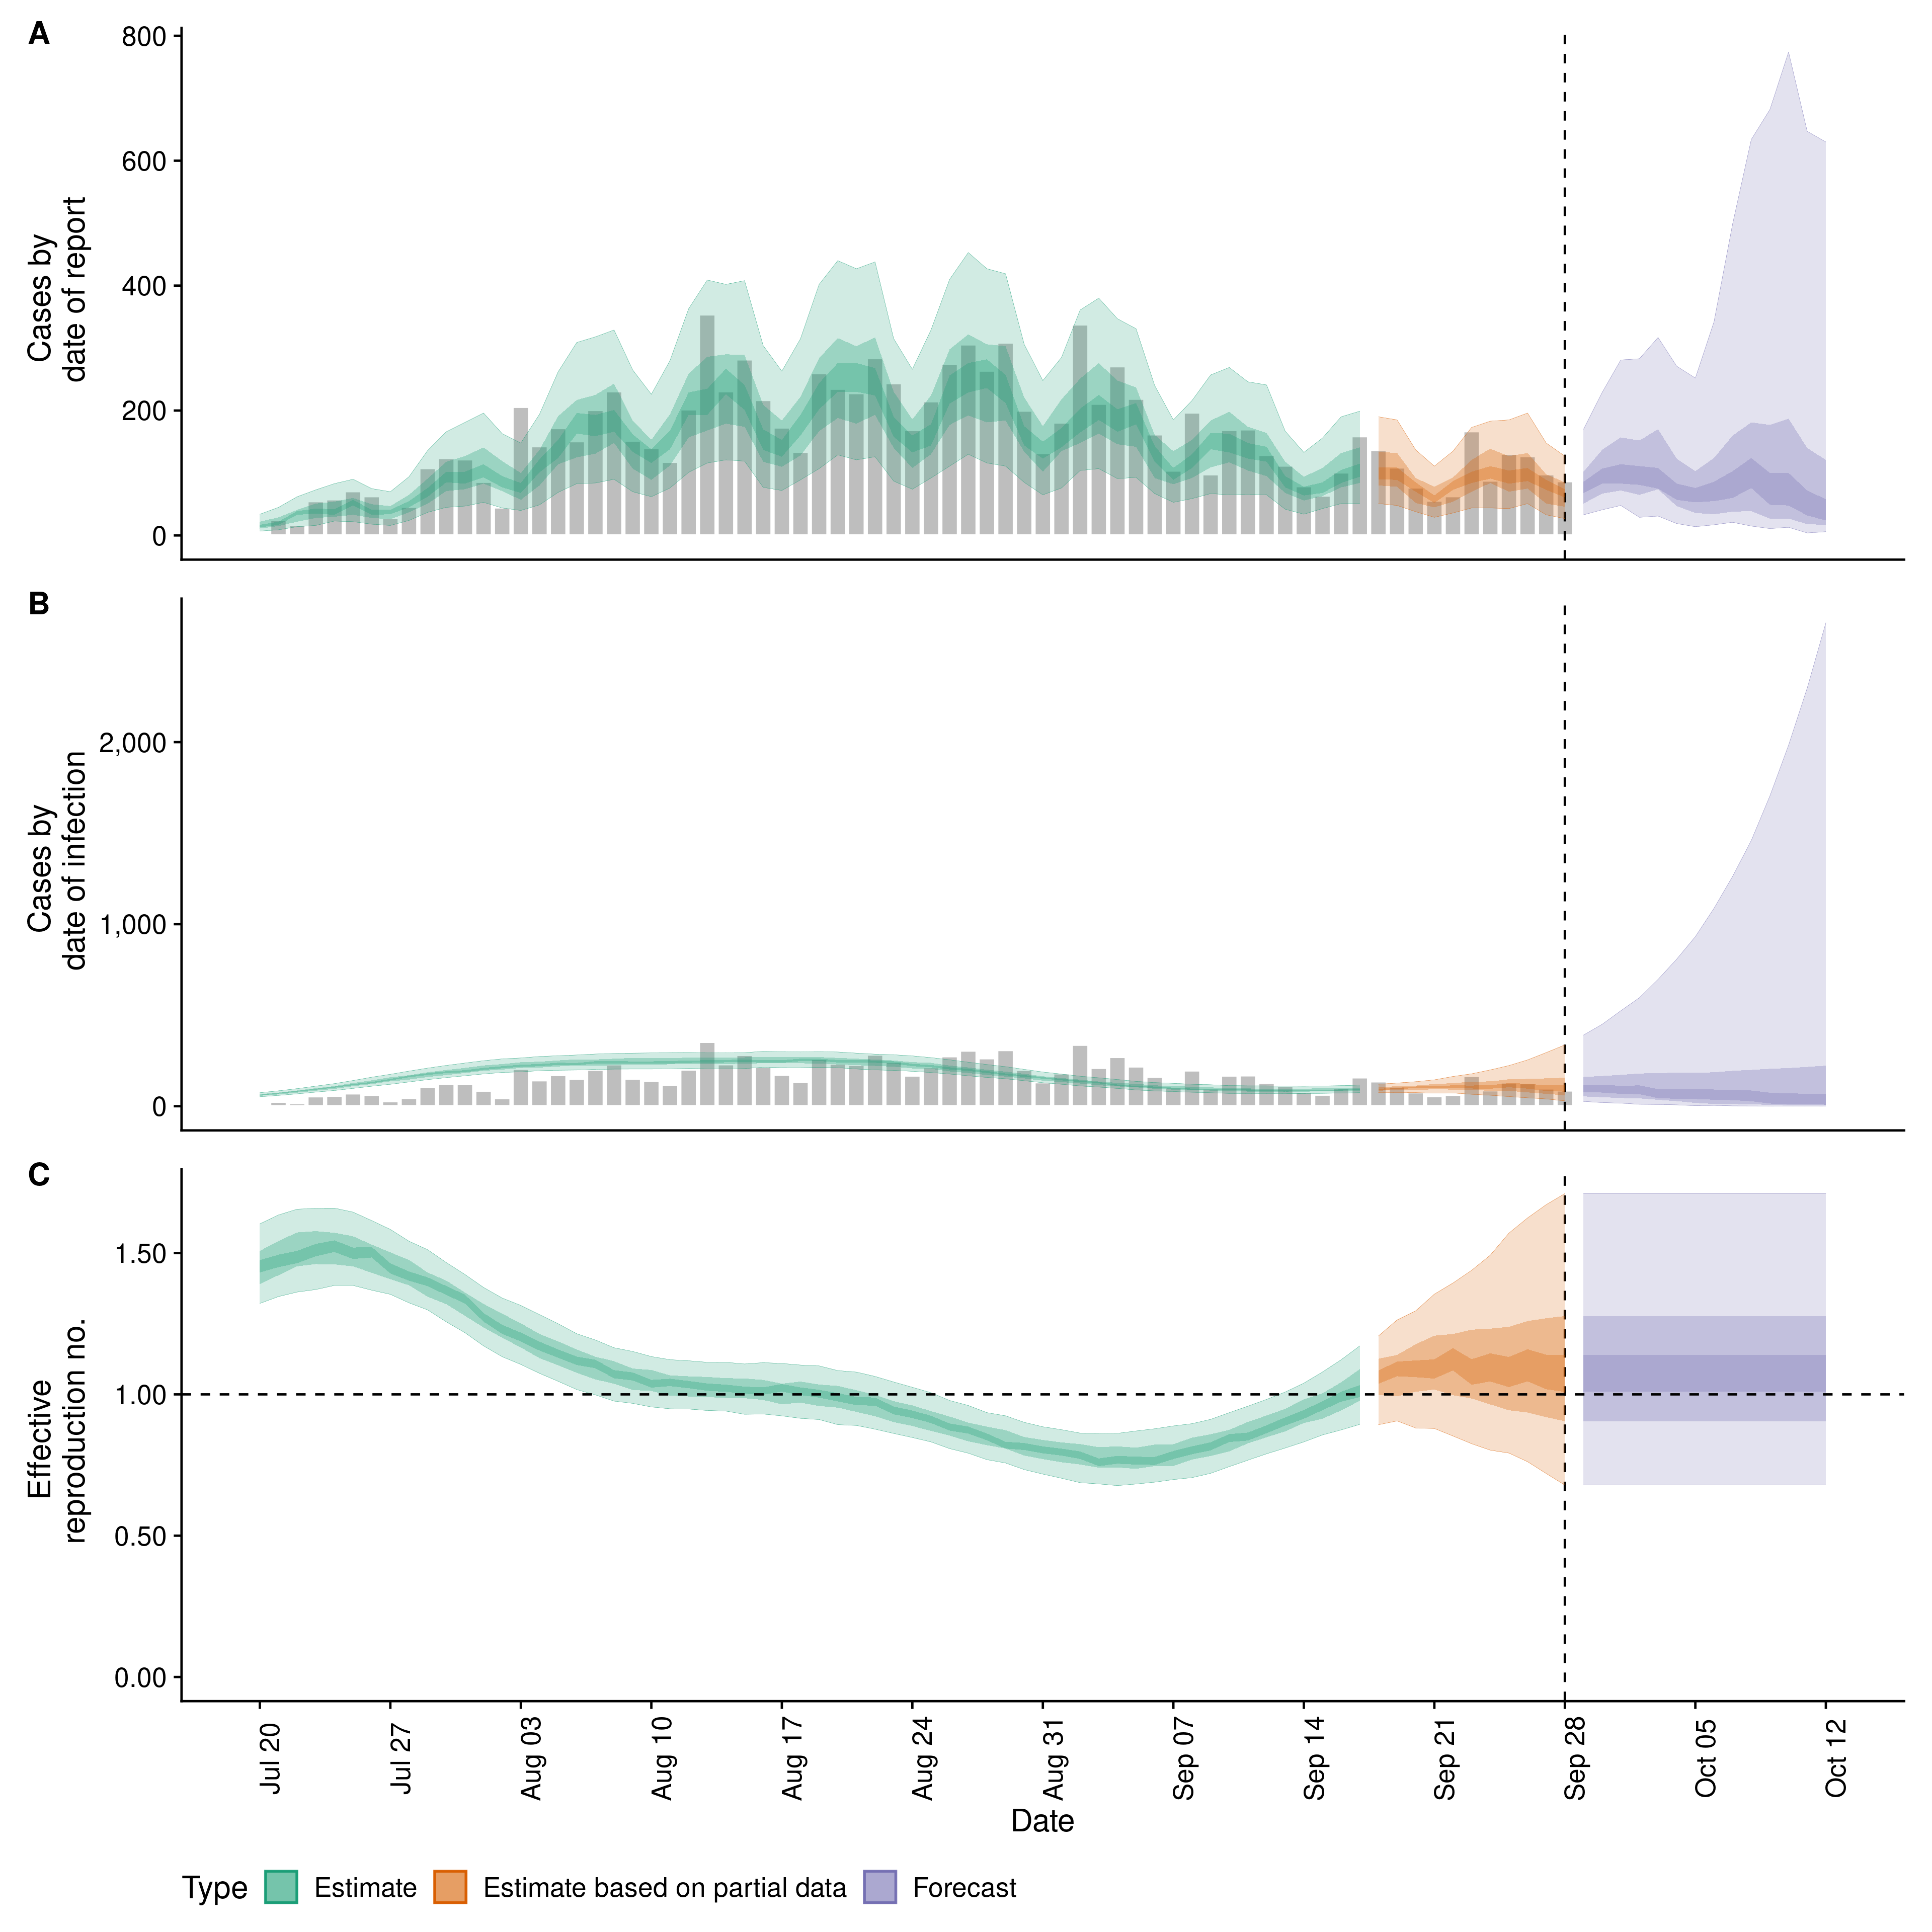 A
800
600
400
200
0
Cases by
date of report
B
2,000
1,000
0
Cases by
date of infection
C
1.50
1.00
0.50
0.00
Effective
reproduction no.
Jul 20
Jul 27
Aug 03
Aug 10
Aug 17
Aug 24
Aug 31
Sep 07
Sep 14
Sep 21
Sep 28
Oct 05
Oct 12
Date
Type Estimate Estimate based on partial data Forecast